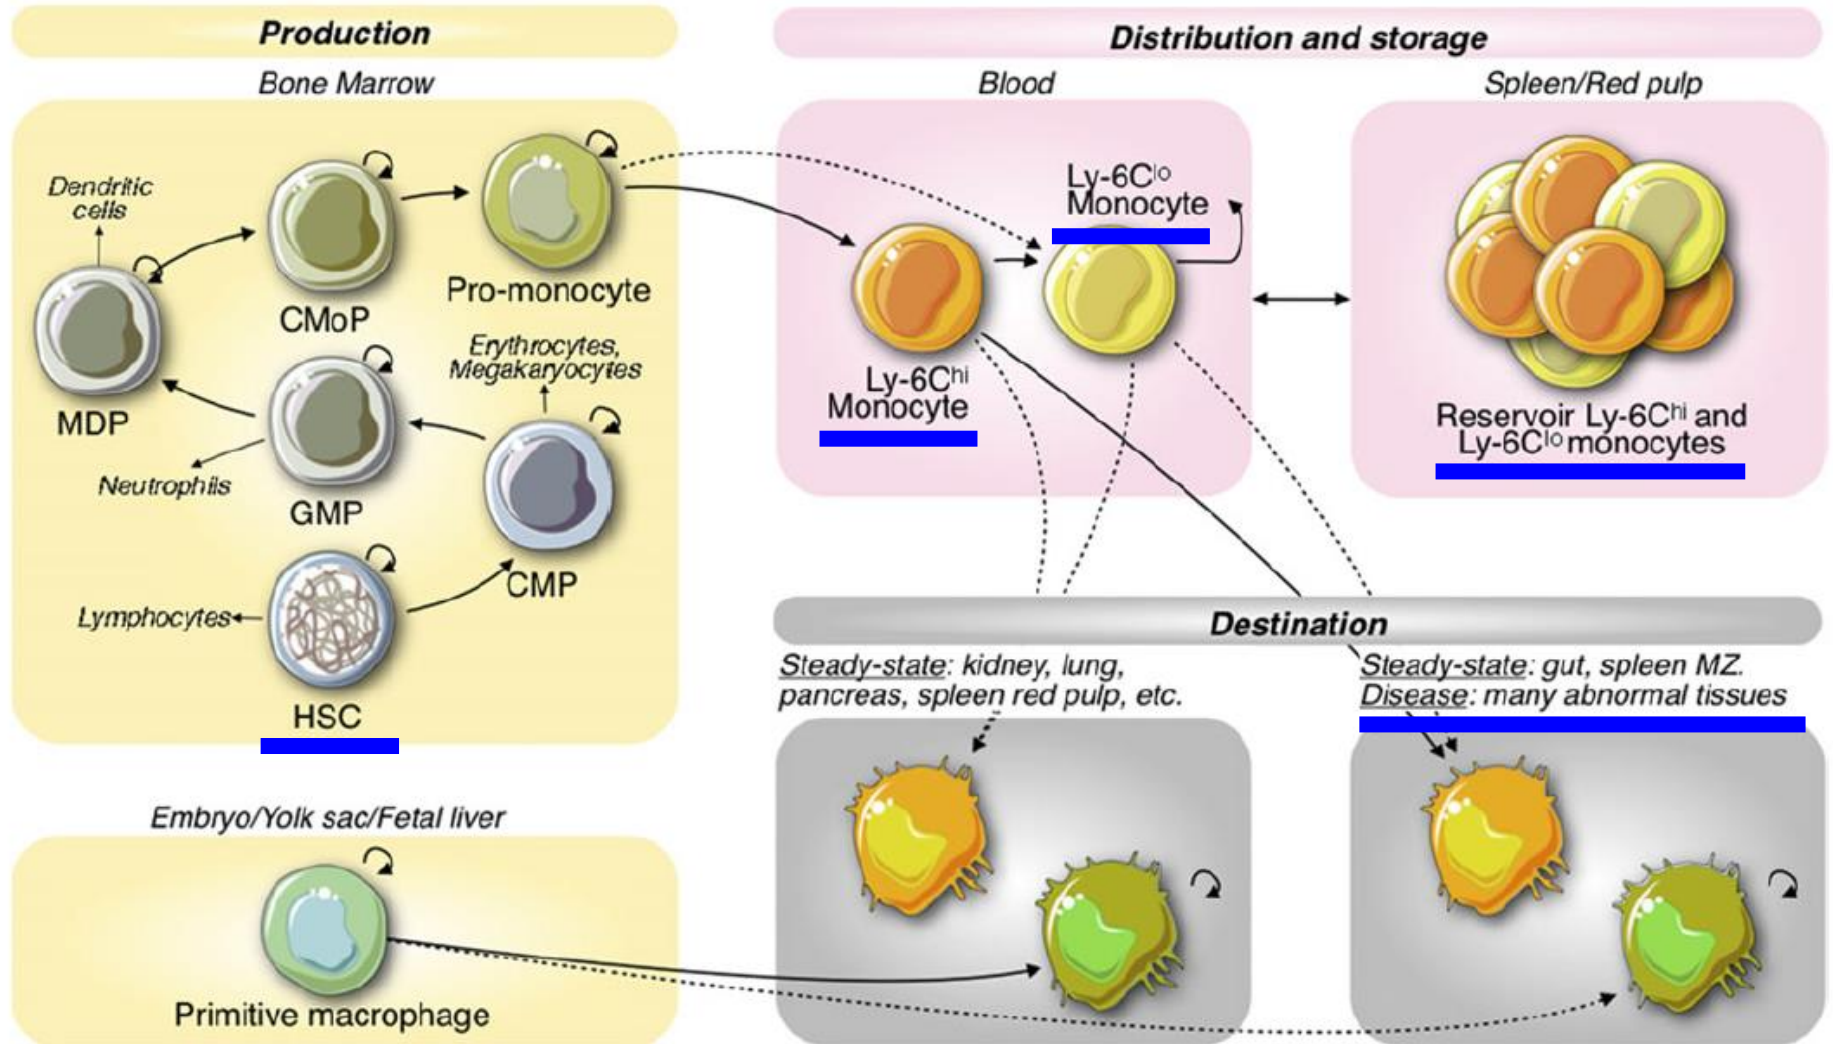 Production
Bone Marrow
Dendritic
cells
CMoP
Pro-monocyte
MDP
Erythrocytes,
Megakaryocytes
Neutrophils
GMP
CMP
Lymphocytes
HSC
Embryo/Yolk sac/Fetal liver
Primitive macrophage
Distribution and storage
Blood
Spleen/Red pulp
Ly-6Clo
Monocyte
Ly-6Chi
Monocyte
Reservoir Ly-6Chi and
Ly-6Clo monocytes
Destination
Steady-state: kidney, lung,
pancreas, spleen red pulp, etc.
Steady-state: gut, spleen MZ.
Disease: many abnormal tissues